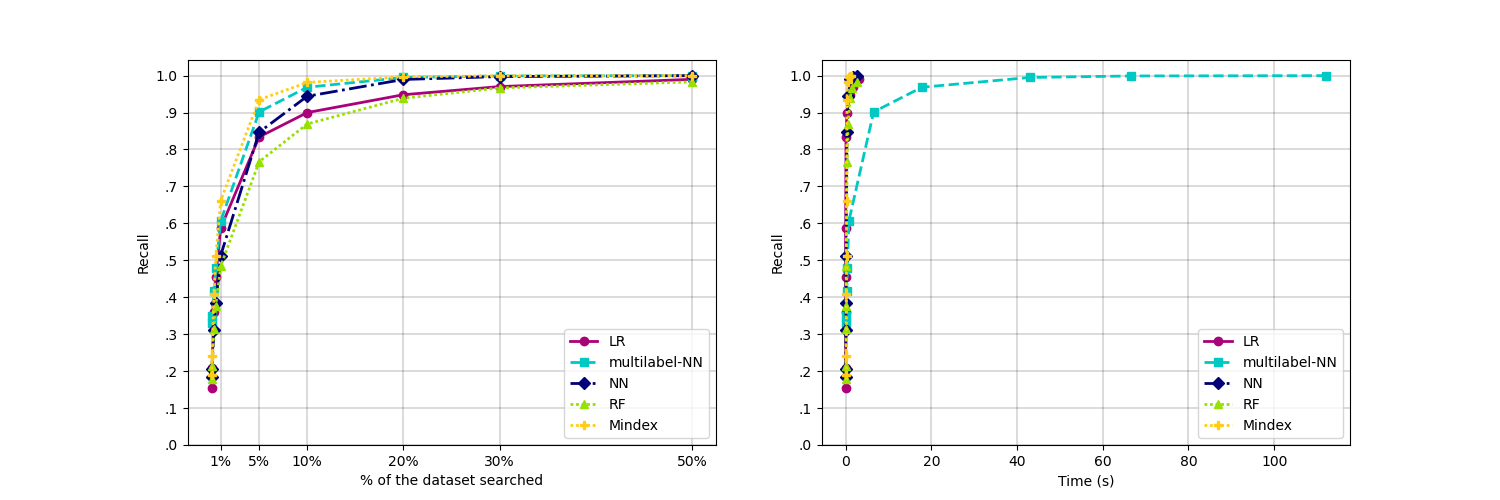 1.0
.9
.8
.7
.6
.5
.4
.3
.2
.1
.0
Recall
1% 5% 10% 20% 30% 50%
% of the dataset searched
LR
multilabel-NN
NN
RF
Mindex
1.0
.9
.8
.7
.6
.5
.4
.3
.2
.1
.0
Recall
0 20 40 60 80 100
Time (s)
LR
multilabel-NN
NN
RF
Mindex